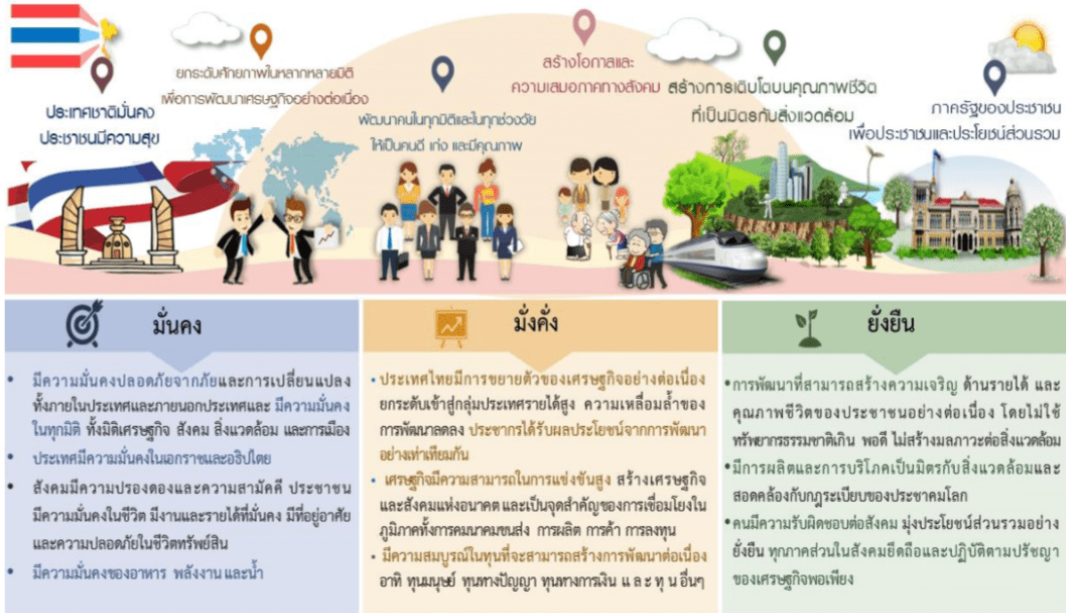 ประเทศชาติมั่นคง
ประชาชนมีความสุข
ยกระดับศักยภาพในหลากหลายมิติ
เพื่อการพัฒนาเศรษฐกิจอย่างต่อเนื่อง
พัฒนาคนในทุกมิติและในทุกช่วงวัย
ให้เป็นคนดี เก่ง และมีคุณภาพ
สร้างโอกาสและ
ความเสมอภาคทางสังคม
สร้างการเติบโตบนคุณภาพชีวิต
ที่เป็นมิตรกับสิ่งแวดล้อม
ภาครัฐของประชาชน
เพื่อประชาชนและประโยชน์ส่วนรวม
มั่นคง
• มีความมั่นคงปลอดภัยจากภัยและการเปลี่ยนแปลง
ทั้งภายในประเทศและภายนอกประเทศและ มีความมั่นคง
ในทุกมิติ ทั้งมิติเศรษฐกิจ สังคม สิ่งแวดล้อม และการเมือง
• ประเทศมีความมั่นคงในเอกราชและอธิปไตย
• สังคมมีความปรองดองและความสามัคคี ประชาชน
มีความมั่นคงในชีวิต มีงานและรายได้ที่มั่นคง มีที่อยู่อาศัย
และความปลอดภัยในชีวิตทรัพย์สิน
• มีความมั่นคงของอาหาร พลังงาน และน้ำ
มั่งคั่ง
• ประเทศไทยมีการขยายตัวของเศรษฐกิจอย่างต่อเนื่อง
ยกระดับเข้าสู่กลุ่มประเทศรายได้สูง ความเหลื่อมล้ำของ
การพัฒนาลดลง ประชากรได้รับผลประโยชน์จากการพัฒนา
อย่างเท่าเทียมกัน
• เศรษฐกิจมีความสามารถในการแข่งขันสูง สร้างเศรษฐกิจ
และสังคมแห่งอนาคต และเป็นจุดสำคัญของการเชื่อมโยงใน
ภูมิภาคทั้งการคมนาคมขนส่ง การผลิต การค้า การลงทุน
• มีความสมบูรณ์ในทุนที่จะสามารถสร้างการพัฒนาต่อเนื่อง
อาทิ ทุนมนุษย์ ทุนทางปัญญา ทุนทางการเงิน และทุนอื่นๆ
ยั่งยืน
• การพัฒนาที่สามารถสร้างความเจริญ ด้านรายได้ และ
คุณภาพชีวิตของประชาชนอย่างต่อเนื่อง โดยไม่ใช้
ทรัพยากรธรรมชาติเกิน พอดี ไม่สร้างมลภาวะต่อสิ่งแวดล้อม
• มีการผลิตและการบริโภคเป็นมิตรกับสิ่งแวดล้อมและ
สอดคล้องกับกฎระเบียบของประชาคมโลก
• คนมีความรับผิดชอบต่อสังคม มุ่งประโยชน์ส่วนรวมอย่าง
ยั่งยืน ทุกภาคส่วนในสังคมยึดถือและปฏิบัติตามปรัชญา
ของเศรษฐกิจพอเพียง